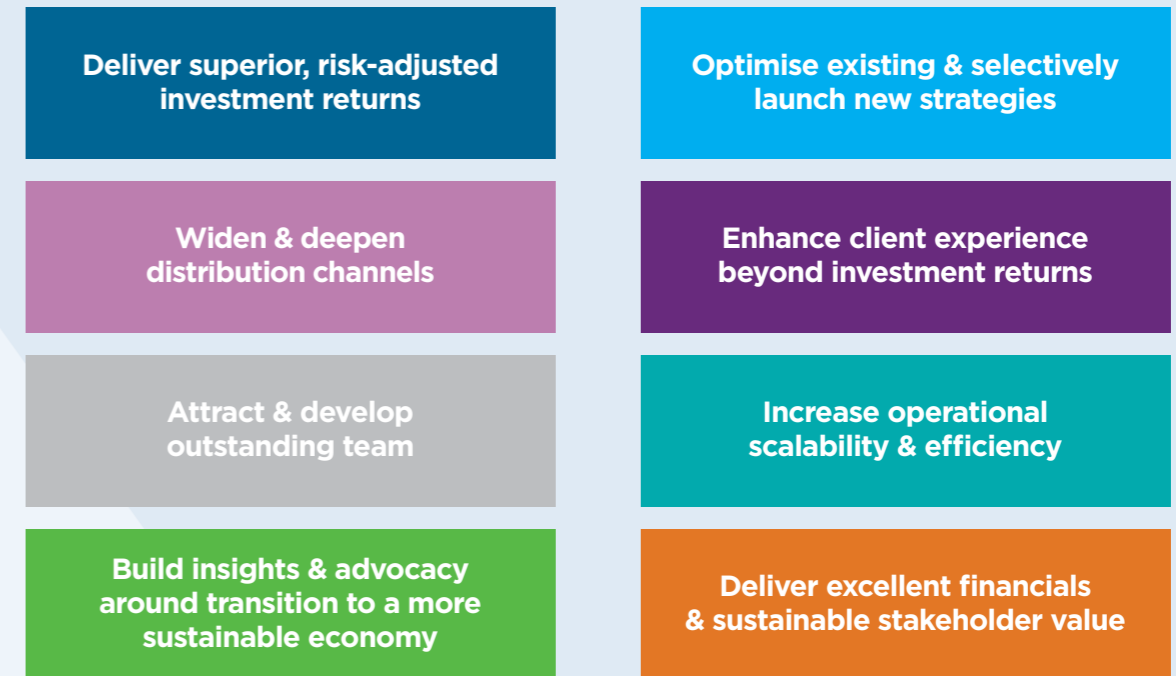 Deliver superior, risk-adjusted
investment returns
Optimise existing & selectively
launch new strategies
Widen & deepen
distribution channels
Enhance client experience
beyond investment returns
Attract & develop
outstanding team
Increase operational
scalability & efficiency
Build insights & advocacy
around transition to a more
sustainable economy
Deliver excellent financials
& sustainable stakeholder value